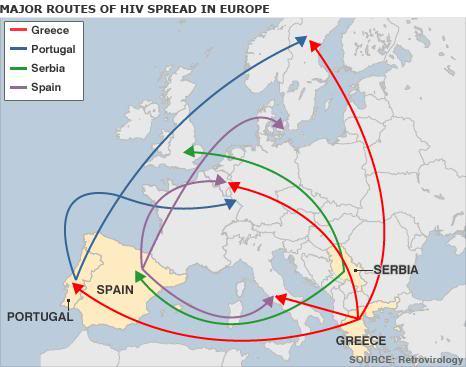 MAJOR ROUTES OF HIV SPREAD IN EUROPE
Greece
Portugal
Serbia
Spain
SERBIA
SPAIN
PORTUGAL
GREECE
SOURCE: Retrovirology